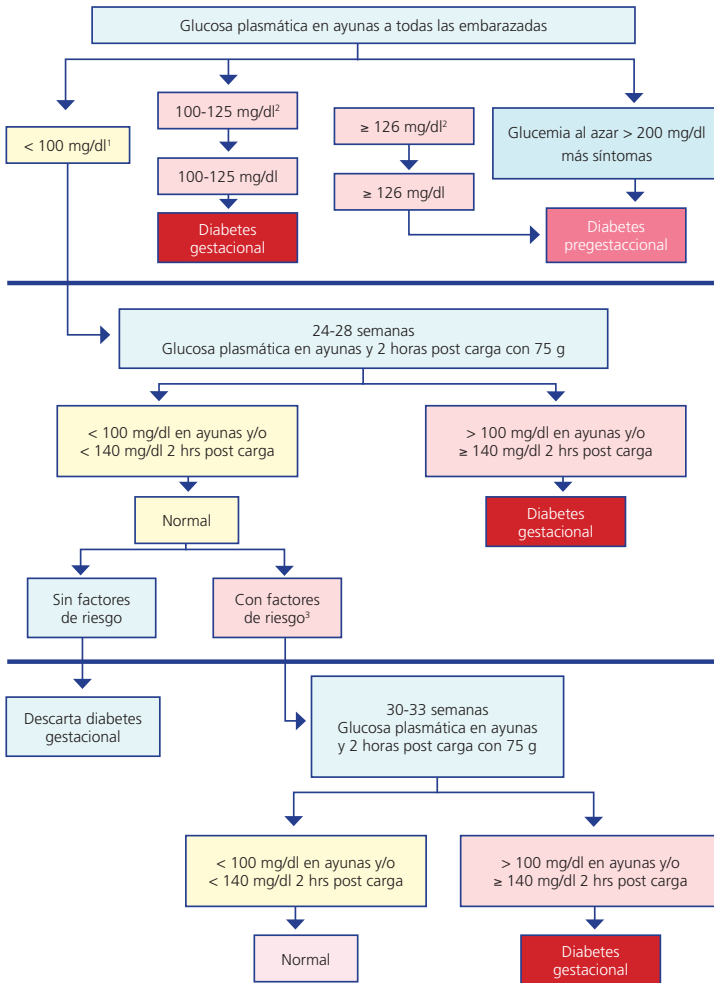 Glucosa plasmática en ayunas a todas las embarazadas
< 100 mg/dl¹
100-125 mg/dl²
100-125 mg/dl
Diabetes
gestacional
≥ 126 mg/dl²
≥ 126 mg/dl
Glucemia al azar > 200 mg/dl
más síntomas
Diabetes
pregestaccional
24-28 semanas
Glucosa plasmática en ayunas y 2 horas post carga con 75 g
< 100 mg/dl en ayunas y/o
< 140 mg/dl 2 hrs post carga
> 100 mg/dl en ayunas y/o
≥ 140 mg/dl 2 hrs post carga
Normal
Diabetes
gestacional
Sin factores
de riesgo
Con factores
de riesgo³
Descarta diabetes
gestacional
30-33 semanas
Glucosa plasmática en ayunas
y 2 horas post carga con 75 g
< 100 mg/dl en ayunas y/o
< 140 mg/dl 2 hrs post carga
> 100 mg/dl en ayunas y/o
≥ 140 mg/dl 2 hrs post carga
Normal
Diabetes
gestacional